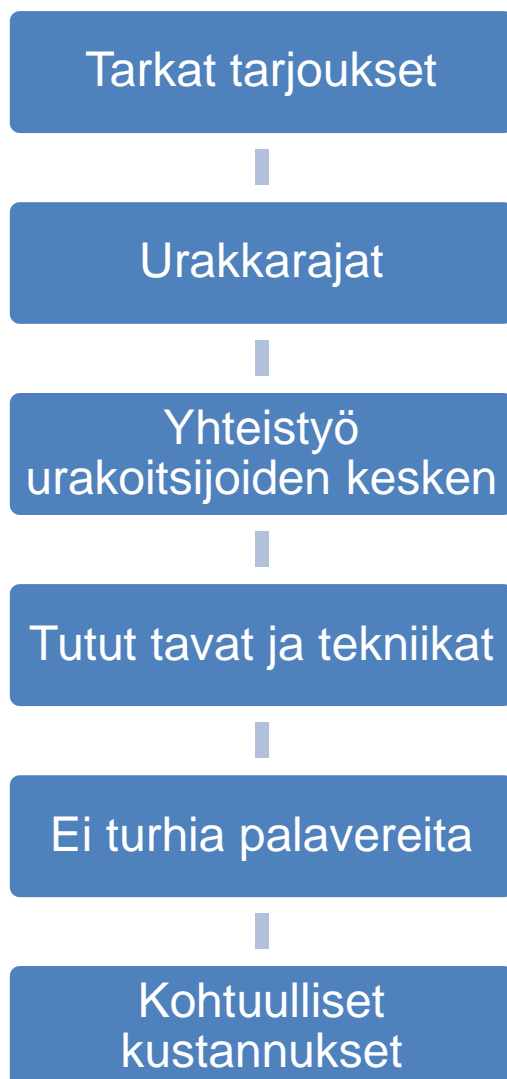 Tarkat tarjoukset
Urakkarajat
Yhteistyö
urakoitsijoiden kesken
Tutut tavat ja tekniikat
Ei turhia palavereita
Kohtuulliset
kustannukset